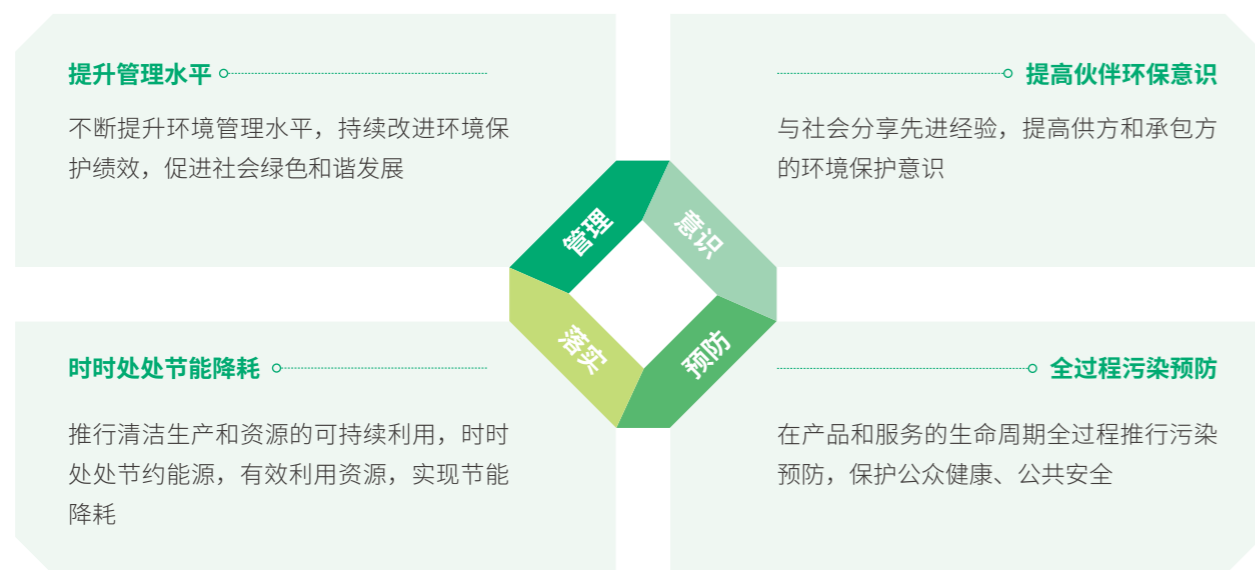 提升管理水平
不断提升环境管理水平，持续改进环境保
护绩效，促进社会绿色和谐发展
提高伙伴环保意识
与社会分享先进经验，提高供方和承包方
的环境保护意识
管理
意识
落实
预防
时时处处节能降耗
推行清洁生产和资源的可持续利用，时时
处处节约能源，有效利用资源，实现节能
降耗
全过程污染预防
在产品和服务的生命周期全过程推行污染
预防，保护公众健康、公共安全